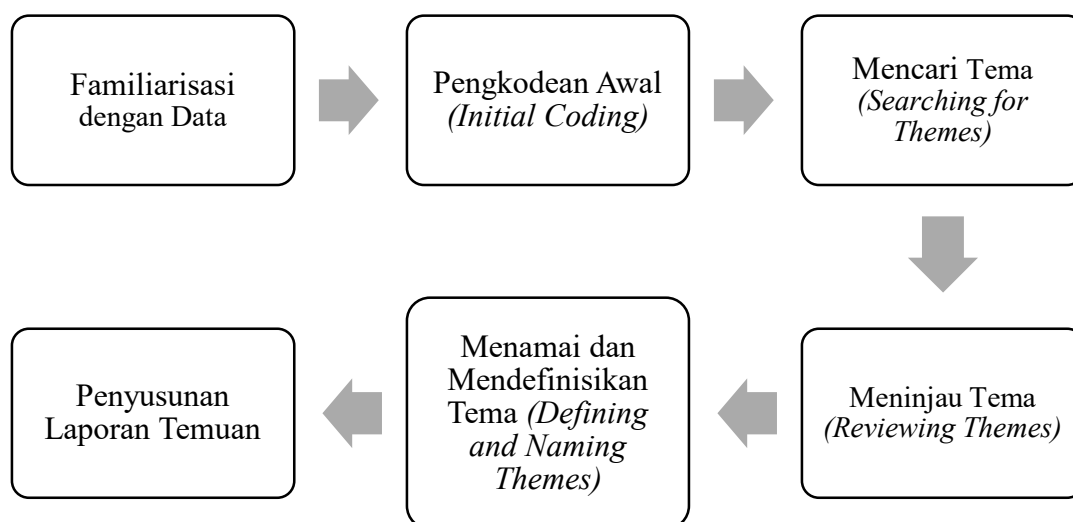 Familiarisasi
dengan Data
Pengkodean Awal
(Initial Coding)
Mencari Tema
(Searching for
Themes)
Meninjau Tema
(Reviewing Themes)
Menamai dan
Mendefinisikan
Tema (Defining
and Naming
Themes)
Penyusunan
Laporan Temuan